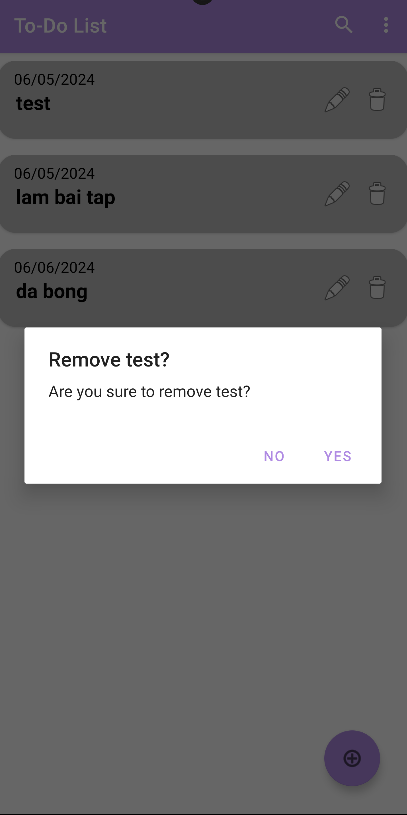 To-Do List
06/05/2024
test
06/05/2024
lam bai tap
06/06/2024
da bong
Remove test?
Are you sure to remove test?
NO YES